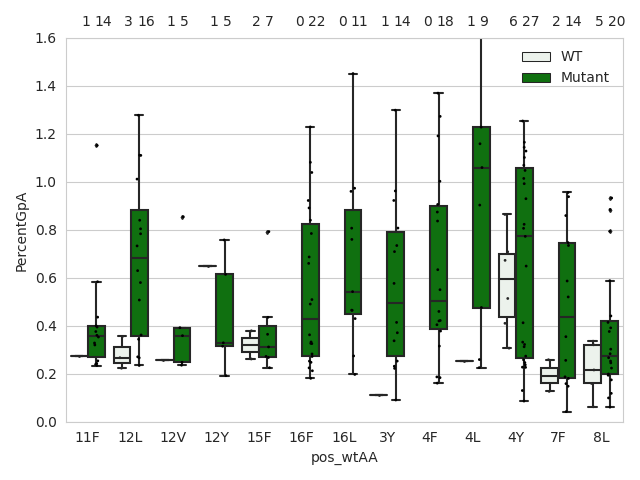 1 14 3 16 1 5 1 5 2 7 0 22 0 11 1 14 0 18 1 9 6 27 2 14 5 20
1.6
1.4
1.2
1.0
0.8
0.6
0.4
0.2
0.0
PercentGpA
WT
Mutant
11F 12L 12V 12Y 15F 16F 16L 3Y 4F 4L 4Y 7F 8L
pos_wtAA